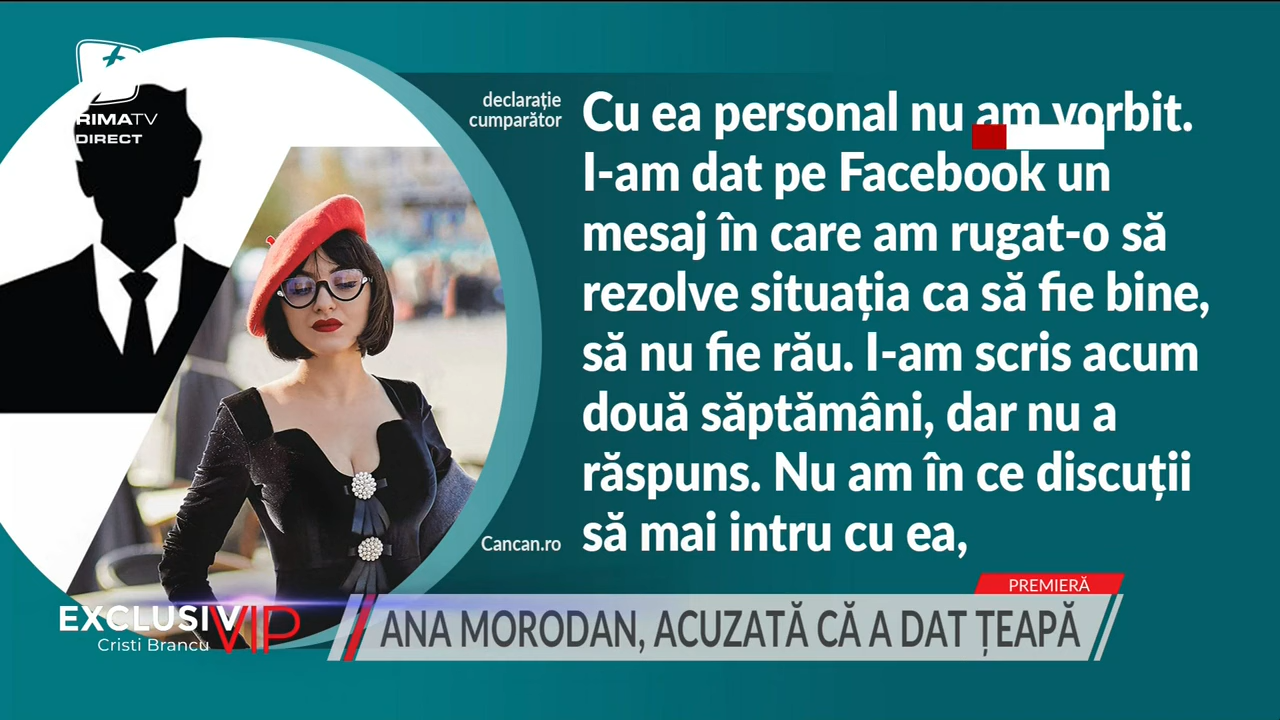 RIMATV
DIRECT
declarație
cumparător
Cu ea personal nu am vorbit.
I-am dat pe Facebook un
mesaj în care am rugat-o să
rezolve situația ca să fie bine,
să nu fie rău. I-am scris acum
două săptămâni, dar nu a
răspuns. Nu am în ce discuții
să mai intru cu ea,
Cancan.ro
PREMIERĂ
EXCLUSIV VIP
Cristi Brancu
ANA MORODAN, ACUZATĂ CĂ A DAT ȚEAPĂ